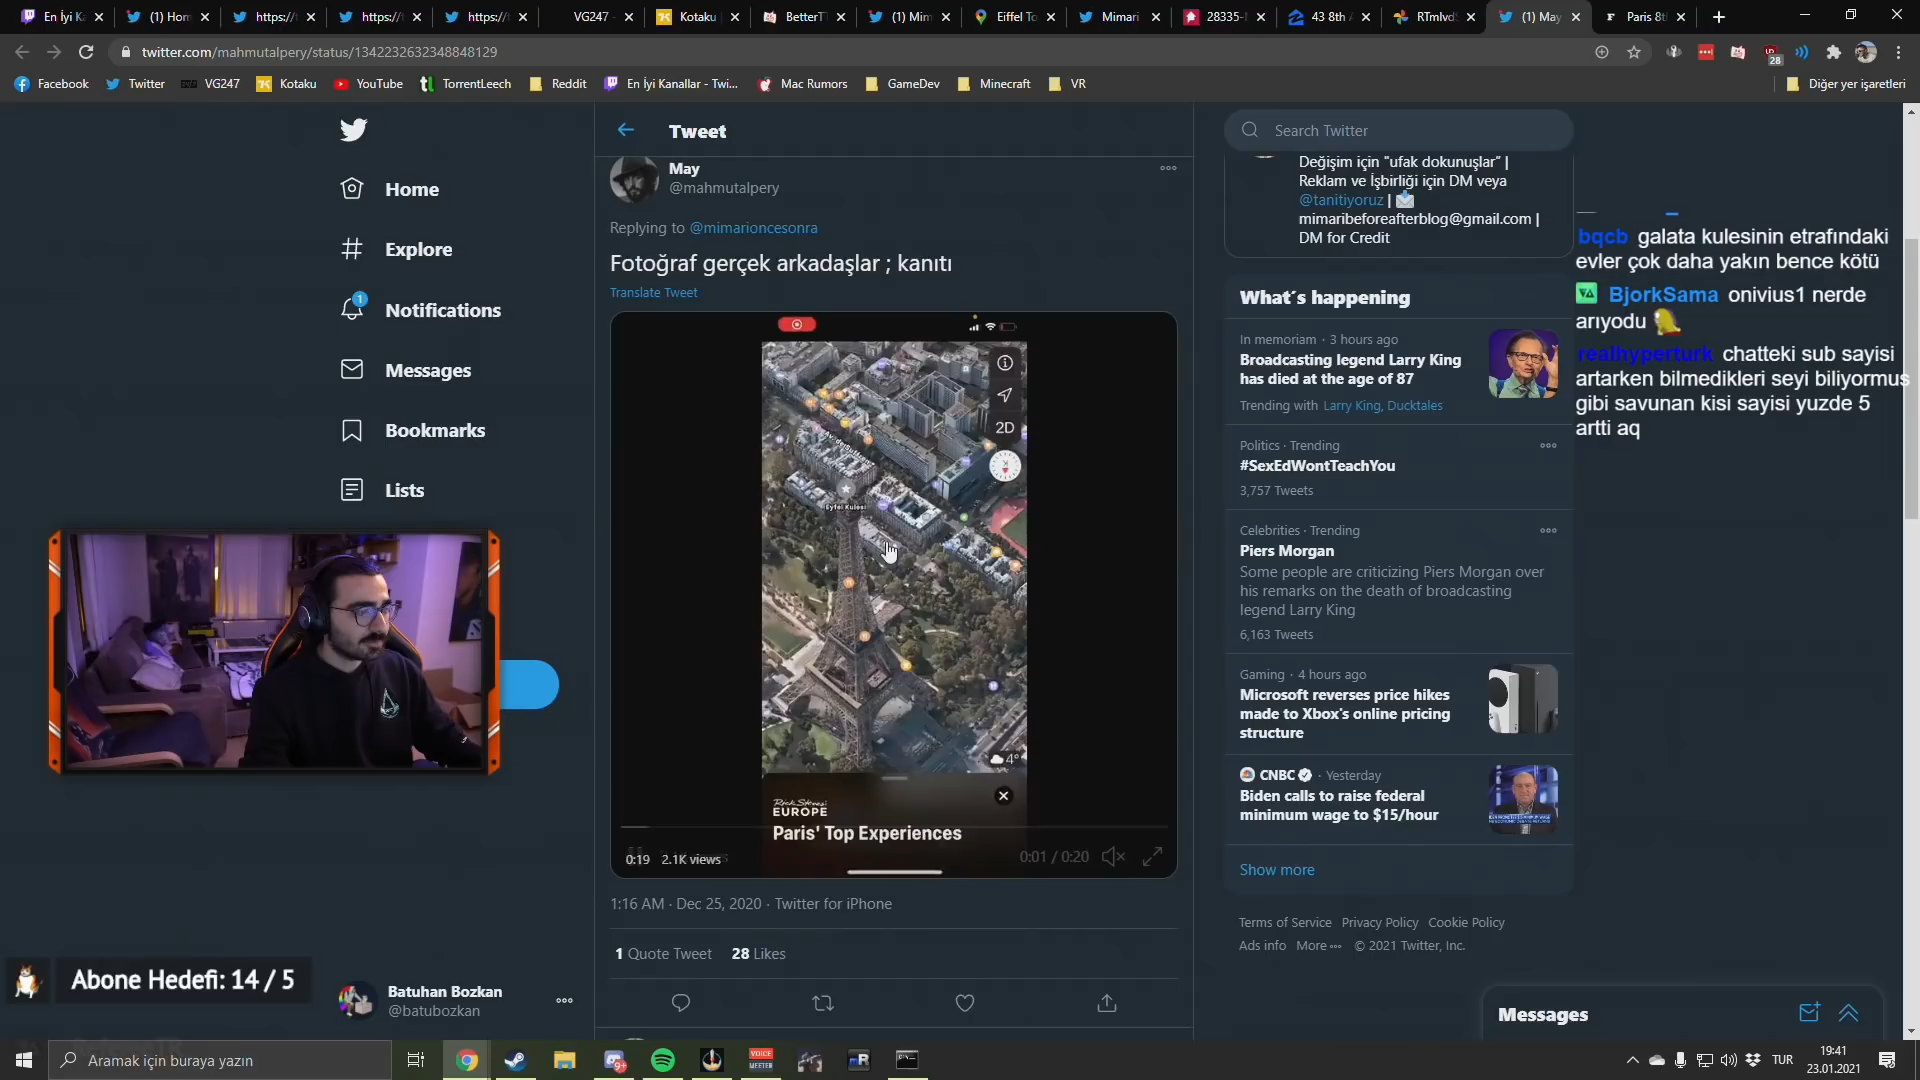 En İyi K
(1) Hom
https://t
https://t
https://t
VG247 -
Kotaku |
BetterT
(1) Mim
Eiffel To
Mimari
28335-
43 8th
RTmlvd
(1) May
Paris 8t
twitter.com/mahmutalpery/status/1342232632348848129
28
Facebook
Twitter
VG247
Kotaku
YouTube
TorrentLeech
Reddit
En İyi Kanallar - Twi...
Mac Rumors
GameDev
Minecraft
VR
Diğer yer işaretleri
Home
Explore
1
Notifications
Messages
Bookmarks
Lists
Batuhan Bozkan
@batubozkan
Abone Hedefi: 14 / 5
Tweet
May
@mahmutalpery
Replying to @mimarioncesonra
Fotoğraf gerçek arkadaşlar ; kanıtı
Translate Tweet
2D
Eyfel Kulesi
4°
Rick Steves'
EUROPE
Paris' Top Experiences
0:19 2.1K views
0:01 / 0:20
1:16 AM · Dec 25, 2020 · Twitter for iPhone
1 Quote Tweet 28 Likes
Search Twitter
Değişim için "ufak dokunuşlar" |
Reklam ve İşbirliği için DM veya
@tanitiyoruz |
mimaribeforeafterblog@gmail.com |
DM for Credit
What's happening
In memoriam · 3 hours ago
Broadcasting legend Larry King
has died at the age of 87
Trending with Larry King, Ducktales
Politics · Trending
#SexEdWontTeachYou
3,757 Tweets
Celebrities · Trending
Piers Morgan
Some people are criticizing Piers Morgan over
his remarks on the death of broadcasting
legend Larry King
6,163 Tweets
Gaming · 4 hours ago
Microsoft reverses price hikes
made to Xbox's online pricing
structure
CNBC · Yesterday
Biden calls to raise federal
minimum wage to $15/hour
Show more
Terms of Service Privacy Policy Cookie Policy
Ads info More © 2021 Twitter, Inc.
Messages
bqcb galata kulesinin etrafındaki
evler çok daha yakın bence kötü
BjorkSama onivius1 nerde
arıyodu
realhyperturk chatteki sub sayisi
artarken bilmedikleri seyi biliyormus
gibi savunan kisi sayisi yuzde 5
artti aq
Aramak için buraya yazın
9+
VOICE
MEETER
mR
TUR
19:41
23.01.2021